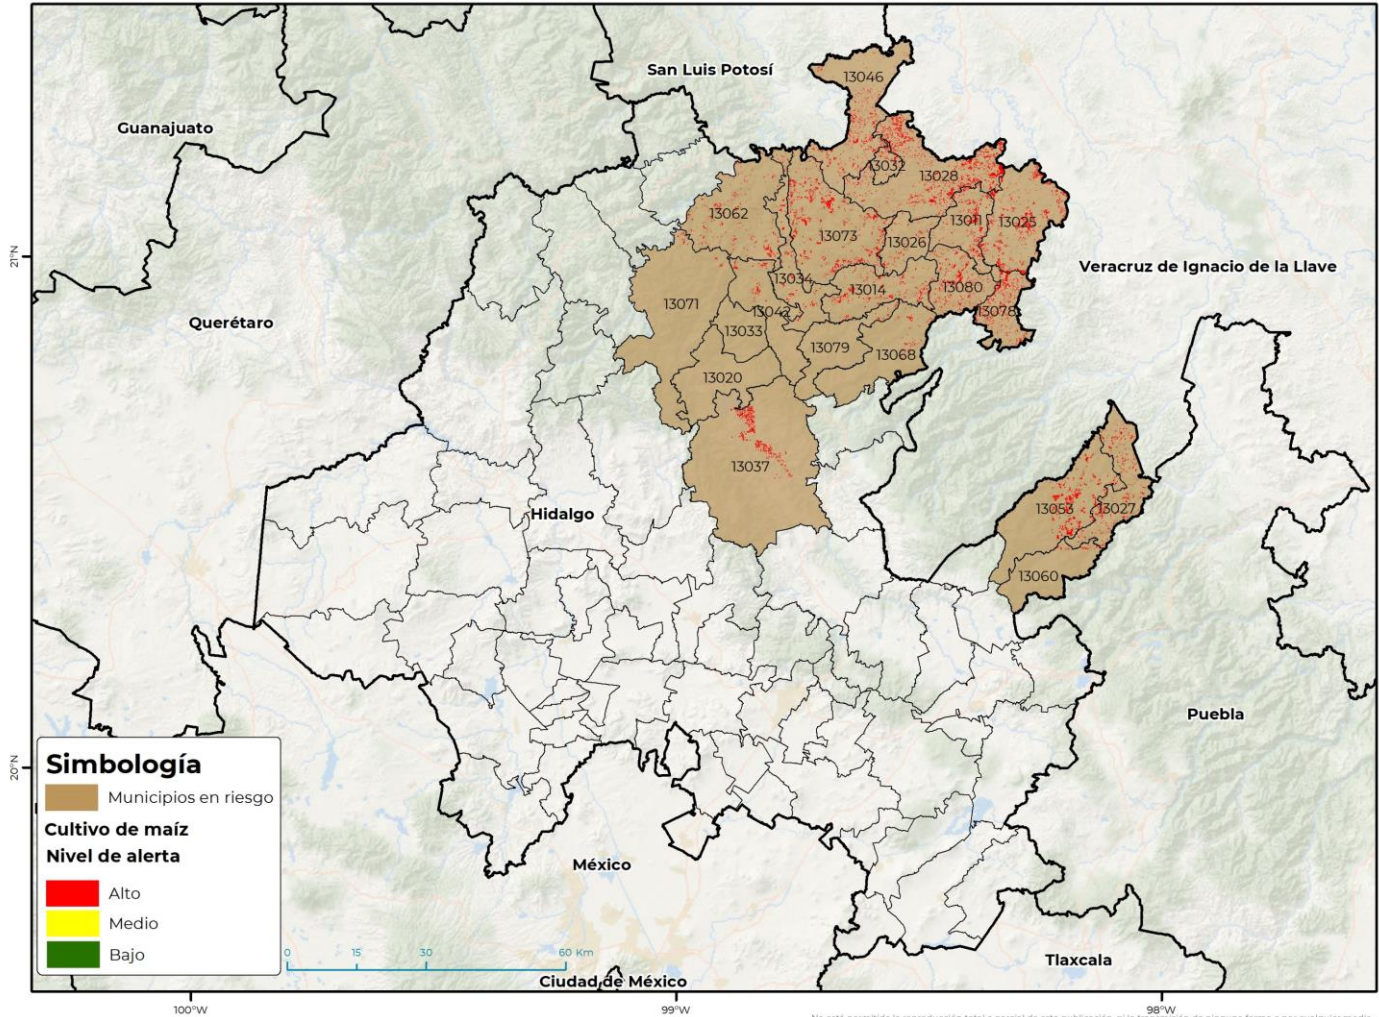 San Luis Potosí
13046
Guanajuato
13032
13028
13062
13011
13025
13073
13026
21°N
Veracruz de Ignacio de la Llave
13034
13014
13080
13071
13042
13078
Querétaro
13033
13079
13068
13020
13037
Hidalgo
13053
13027
13060
Puebla
20°N
Simbología
Municipios en riesgo
Cultivo de maíz
Nivel de alerta
Alto
Medio
Bajo
México
0 15 30 60 Km
Tlaxcala
Ciudad de México
100°W 99°W 98°W